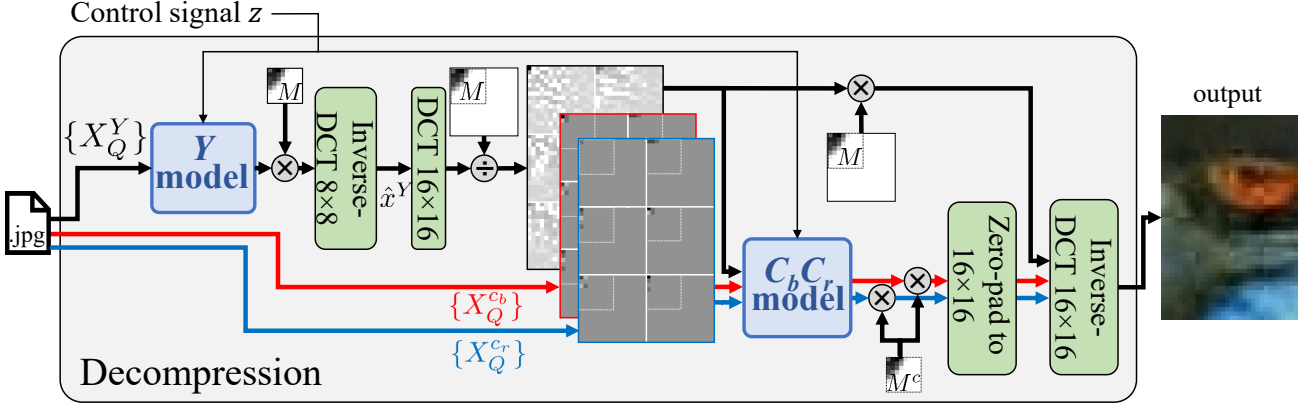 Control signal z
{X_Q^Y}
.jpg
Y
model
M
Inverse-
DCT 8×8
x̂^Y
DCT 16×16
M
{X_Q^{c_b}}
{X_Q^{c_r}}
C_bC_r
model
M
M^c
Zero-pad to
16×16
Inverse-
DCT 16×16
output
Decompression